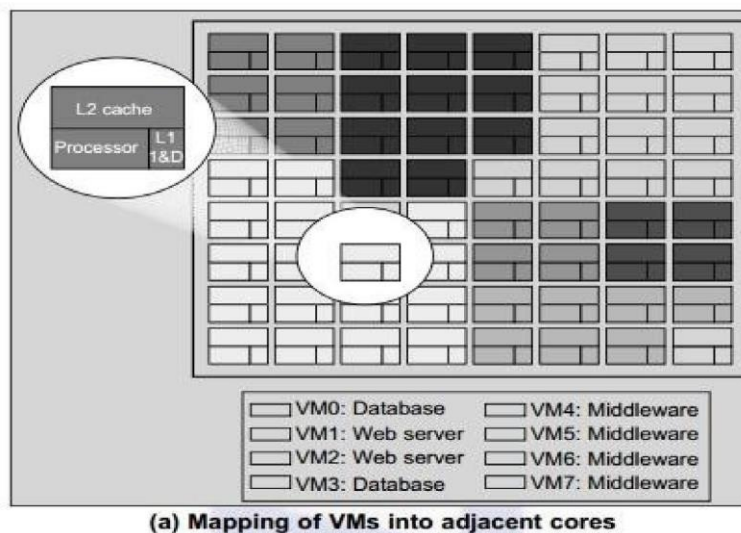 L2 cache
Processor
L1
1&D
VM0: Database
VM4: Middleware
VM1: Web server
VM5: Middleware
VM2: Web server
VM6: Middleware
VM3: Database
VM7: Middleware
(a) Mapping of VMs into adjacent cores